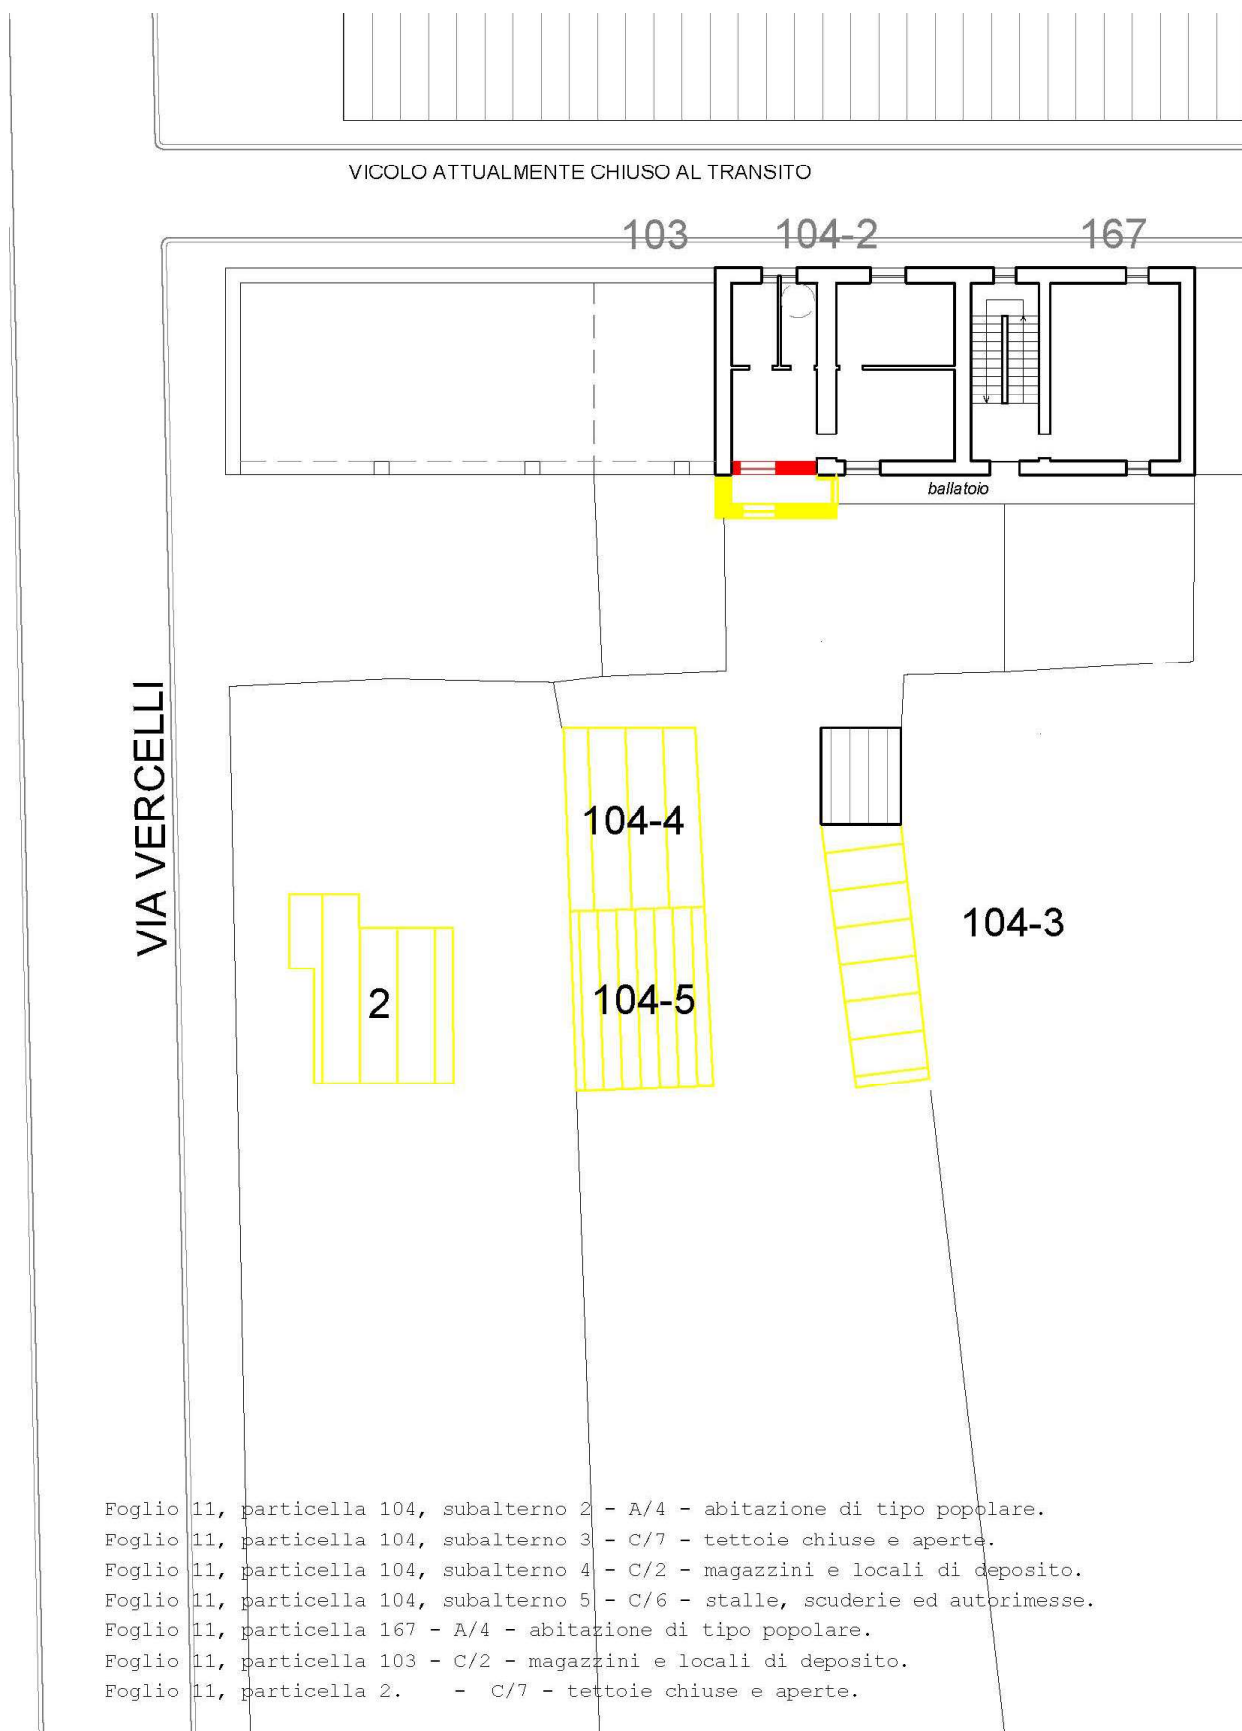 VICOLO ATTUALMENTE CHIUSO AL TRANSITO
103 104-2 167
ballatoio
VIA VERCELLI
104-4
104-3
2
104-5
Foglio 11, particella 104, subalterno 2 - A/4 - abitazione di tipo popolare.
Foglio 11, particella 104, subalterno 3 - C/7 - tettoie chiuse e aperte.
Foglio 11, particella 104, subalterno 4 - C/2 - magazzini e locali di deposito.
Foglio 11, particella 104, subalterno 5 - C/6 - stalle, scuderie ed autorimesse.
Foglio 11, particella 167 - A/4 - abitazione di tipo popolare.
Foglio 11, particella 103 - C/2 - magazzini e locali di deposito.
Foglio 11, particella 2. - C/7 - tettoie chiuse e aperte.